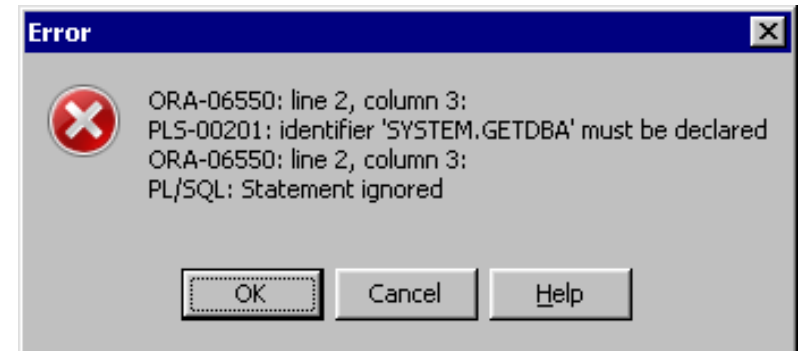 Error
ORA-06550: line 2, column 3:
PLS-00201: identifier 'SYSTEM.GETDBA' must be declared
ORA-06550: line 2, column 3:
PL/SQL: Statement ignored
OK Cancel Help